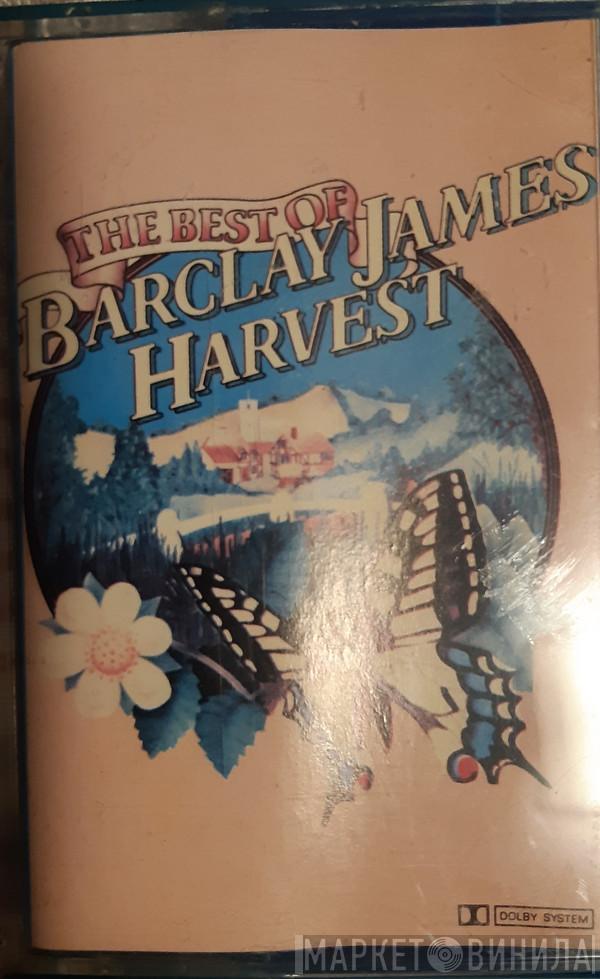 THE BEST OF
BARCLAY JAMES
HARVEST
DOLBY SYSTEM
МАРКЕТ ВИНИЛА